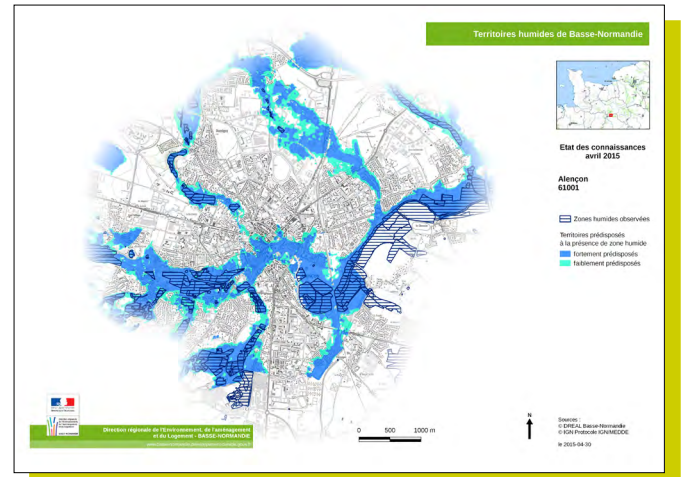 Territoires humides de Basse-Normandie
Etat des connaissances
avril 2015
Alençon
61001
Zones humides observées
Territoires prédisposés
à la présence de zone humide
fortement prédisposés
faiblement prédisposés
Direction régionale de l'Environnement, de l'aménagement
et du Logement - BASSE-NORMANDIE
0 500 1000 m
N
Sources :
© DREAL Basse-Normandie
© IGN Protocole IGN/MEDDE
le 2015-04-30